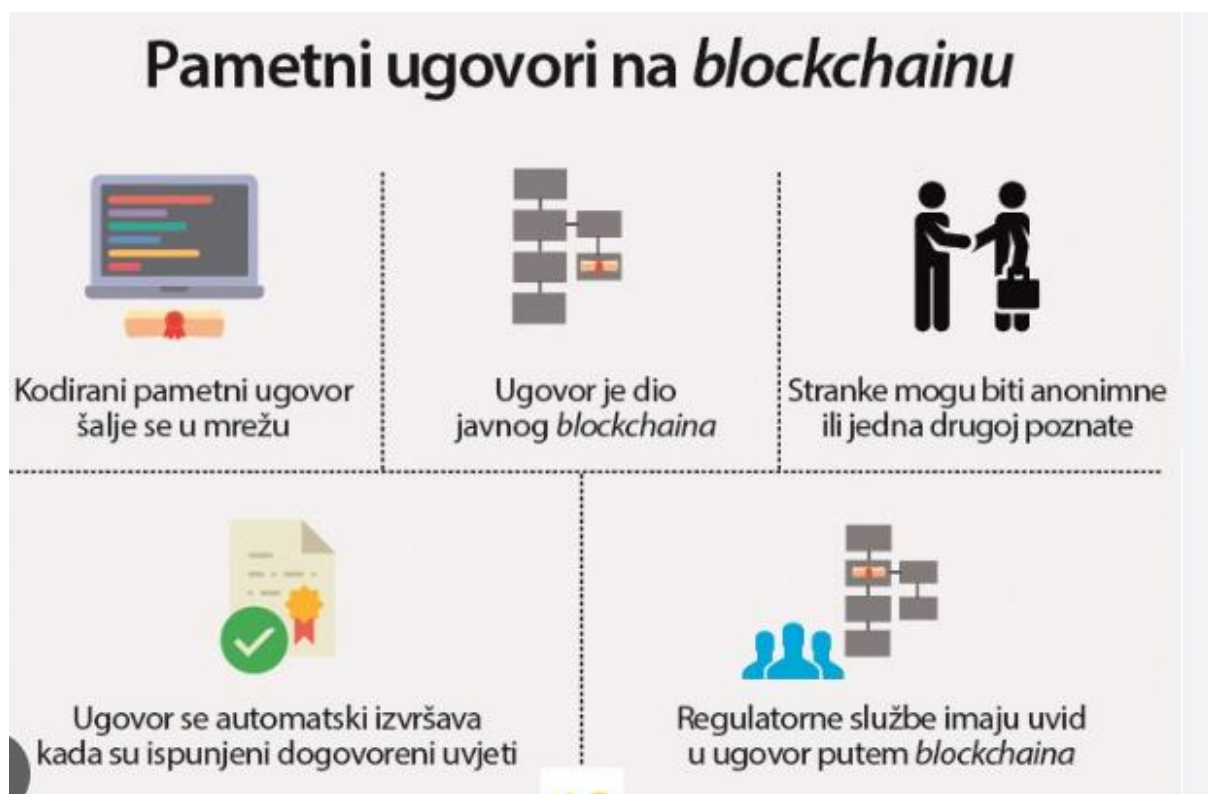 Pametni ugovori na blockchainu
Kodirani pametni ugovor
šalje se u mrežu
Ugovor je dio
javnog blockchaina
Stranke mogu biti anonimne
ili jedna drugoj poznate
Ugovor se automatski izvršava
kada su ispunjeni dogovoreni uvjeti
Regulatorne službe imaju uvid
u ugovor putem blockchaina